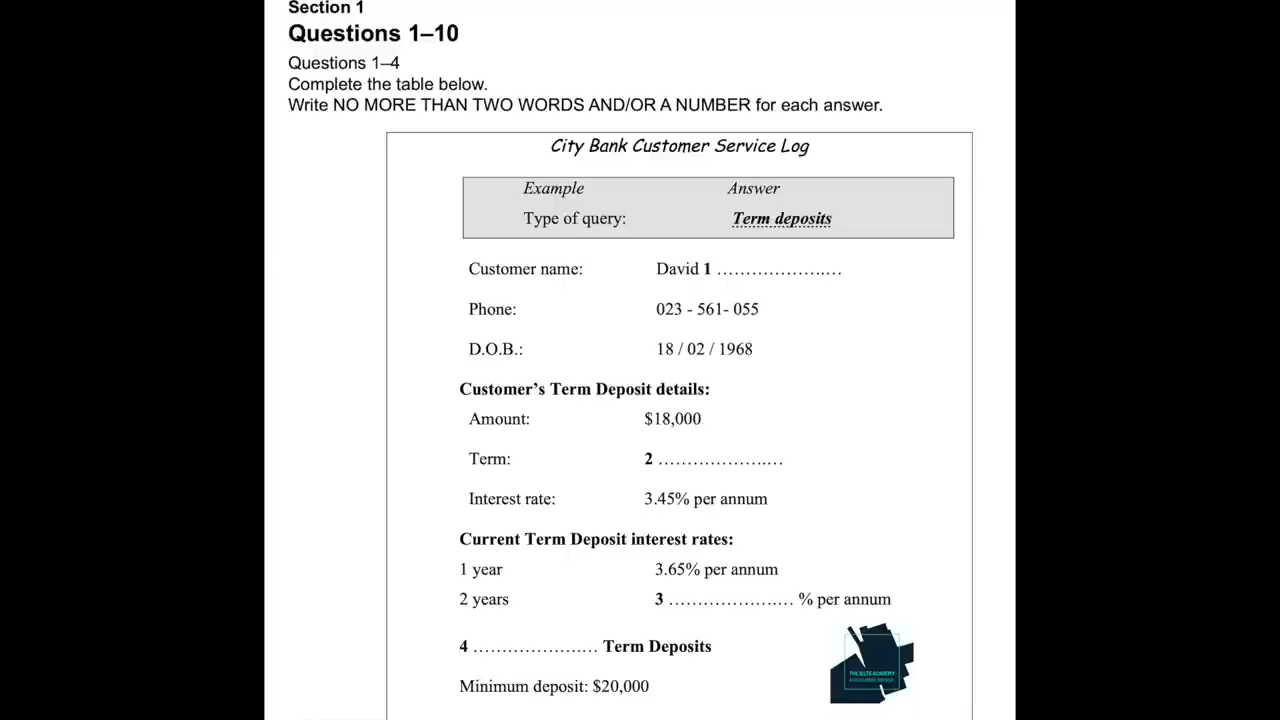 Section 1
Questions 1–10
Questions 1–4
Complete the table below.
Write NO MORE THAN TWO WORDS AND/OR A NUMBER for each answer.
City Bank Customer Service Log
Example Answer
Type of query: Term deposits
Customer name: David 1 ......................
Phone: 023 - 561- 055
D.O.B.: 18 / 02 / 1968
Customer’s Term Deposit details:
Amount: $18,000
Term: 2 ......................
Interest rate: 3.45% per annum
Current Term Deposit interest rates:
1 year 3.65% per annum
2 years 3 ...................... % per annum
4 ...................... Term Deposits
THE IELTS ACADEMY
Minimum deposit: $20,000